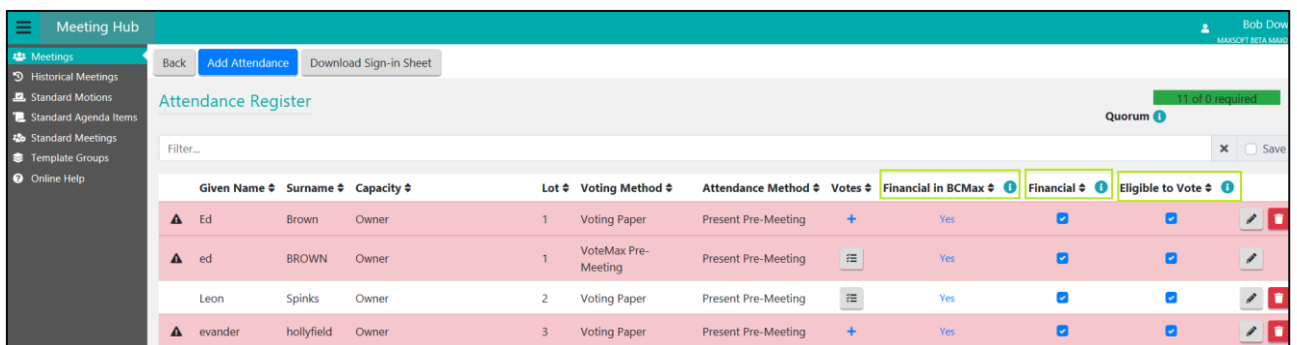 Meeting Hub
Bob Dow
MAXSOFT BETA MAXD
Meetings
Historical Meetings
Standard Motions
Standard Agenda Items
Standard Meetings
Template Groups
Online Help
Back Add Attendance Download Sign-in Sheet
Attendance Register
11 of 0 required
Quorum
Filter...
Save
Given Name Surname Capacity Lot Voting Method Attendance Method Votes Financial in BCMax Financial Eligible to Vote
Ed Brown Owner 1 Voting Paper Present Pre-Meeting + Yes
ed BROWN Owner 1 VoteMax Pre-Meeting Present Pre-Meeting Yes
Leon Spinks Owner 2 Voting Paper Present Pre-Meeting Yes
evander hollyfield Owner 3 Voting Paper Present Pre-Meeting + Yes